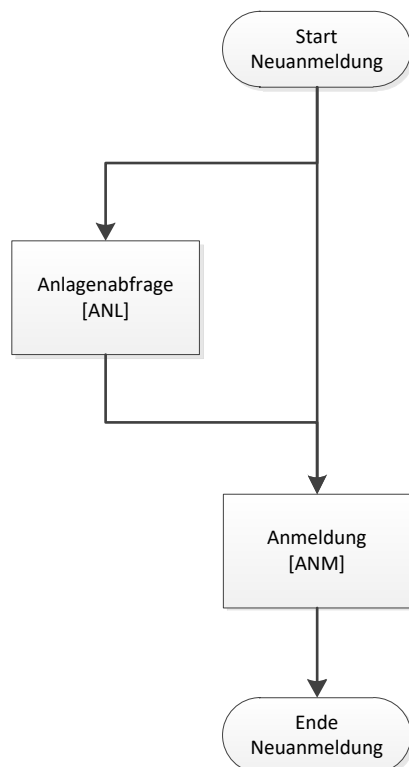 Start
Neuanmeldung
Anlagenabfrage
[ANL]
Anmeldung
[ANM]
Ende
Neuanmeldung